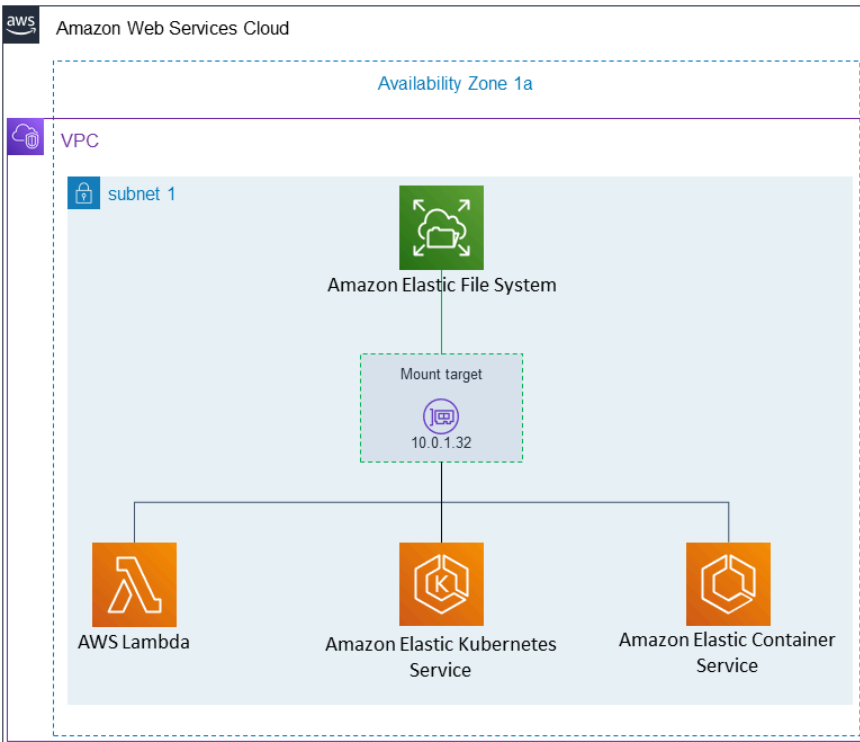 aws
Amazon Web Services Cloud
Availability Zone 1a
VPC
subnet 1
Amazon Elastic File System
Mount target
10.0.1.32
K
AWS Lambda
Amazon Elastic Kubernetes
Service
Amazon Elastic Container
Service